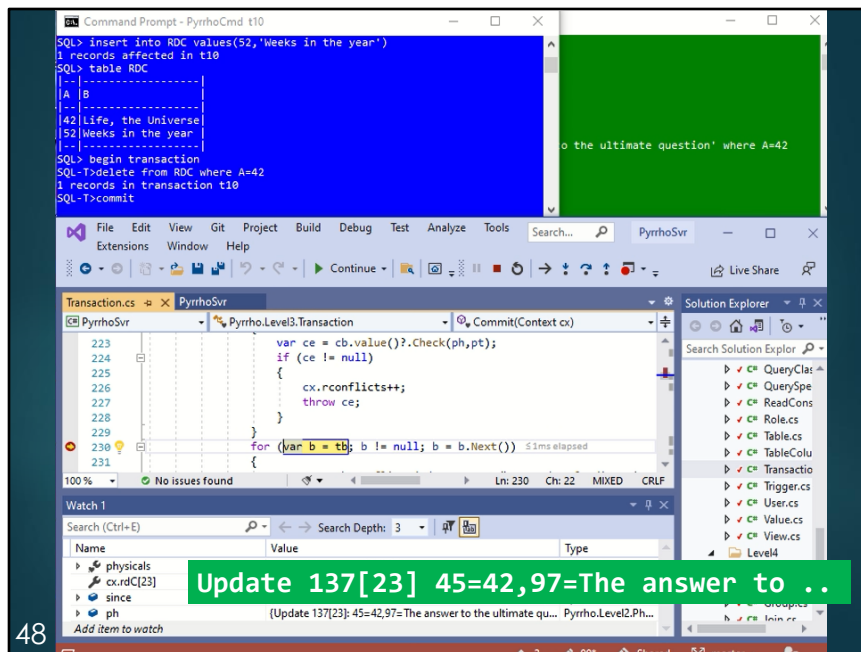 Command Prompt - PyrrhoCmd t10
SQL> insert into RDC values(52,'Weeks in the year')
1 records affected in t10
SQL> table RDC
|--|------------------|
|A |B                 |
|--|------------------|
|42|Life, the Universe|
|52|Weeks in the year |
|--|------------------|
SQL> begin transaction
SQL-T>delete from RDC where A=42
1 records in transaction t10
SQL-T>commit
o the ultimate question' where A=42
File Edit View Git Project Build Debug Test Analyze Tools Search... PyrrhoSvr
Extensions Window Help
Continue
Live Share
Transaction.cs PyrrhoSvr
PyrrhoSvr Pyrrho.Level3.Transaction Commit(Context cx)
223 var ce = cb.value()?.Check(ph,pt);
224 if (ce != null)
225 {
226 cx.rconflicts++;
227 throw ce;
228 }
229 }
230 for (var b = tb; b != null; b = b.Next()) ≤1ms elapsed
231 {
100 % No issues found Ln: 230 Ch: 22 MIXED CRLF
Solution Explorer
Search Solution Explor
C# QueryClas
C# QuerySpe
C# ReadCons
C# Role.cs
C# Table.cs
C# TableColu
C# Transactio
C# Trigger.cs
C# User.cs
C# Value.cs
C# View.cs
Level4
Watch 1
Search (Ctrl+E) Search Depth: 3
Name Value Type
physicals
cx.rdC[23]
since
ph {Update 137[23]: 45=42,97=The answer to the ultimate qu... Pyrrho.Level2.Ph...
Add item to watch
Update 137[23] 45=42,97=The answer to ..
48